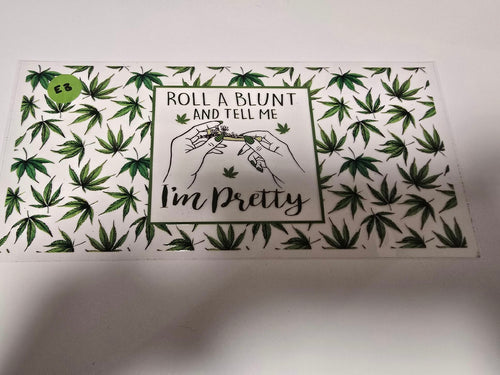 E8
ROLL A BLUNT
AND TELL ME
I'm Pretty